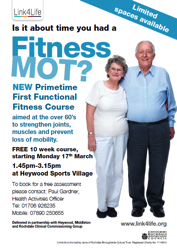 Link4Life
Limited
spaces available
Is it about time you had a
Fitness
MOT?
NEW Primetime
First Functional
Fitness Course
aimed at the over 60's
to strengthen joints,
muscles and prevent
loss of mobility.
FREE 10 week course,
starting Monday 17th March
1.45pm-3.15pm
at Heywood Sports Village
To book for a free assessment
please contact: Paul Gardner,
Health Activities Officer
Tel: 01706 926235
Mobile: 07890 250655
Delivered in partnership with Heywood, Middleton
and Rochdale Clinical Commissioning Group
www.link4life.org